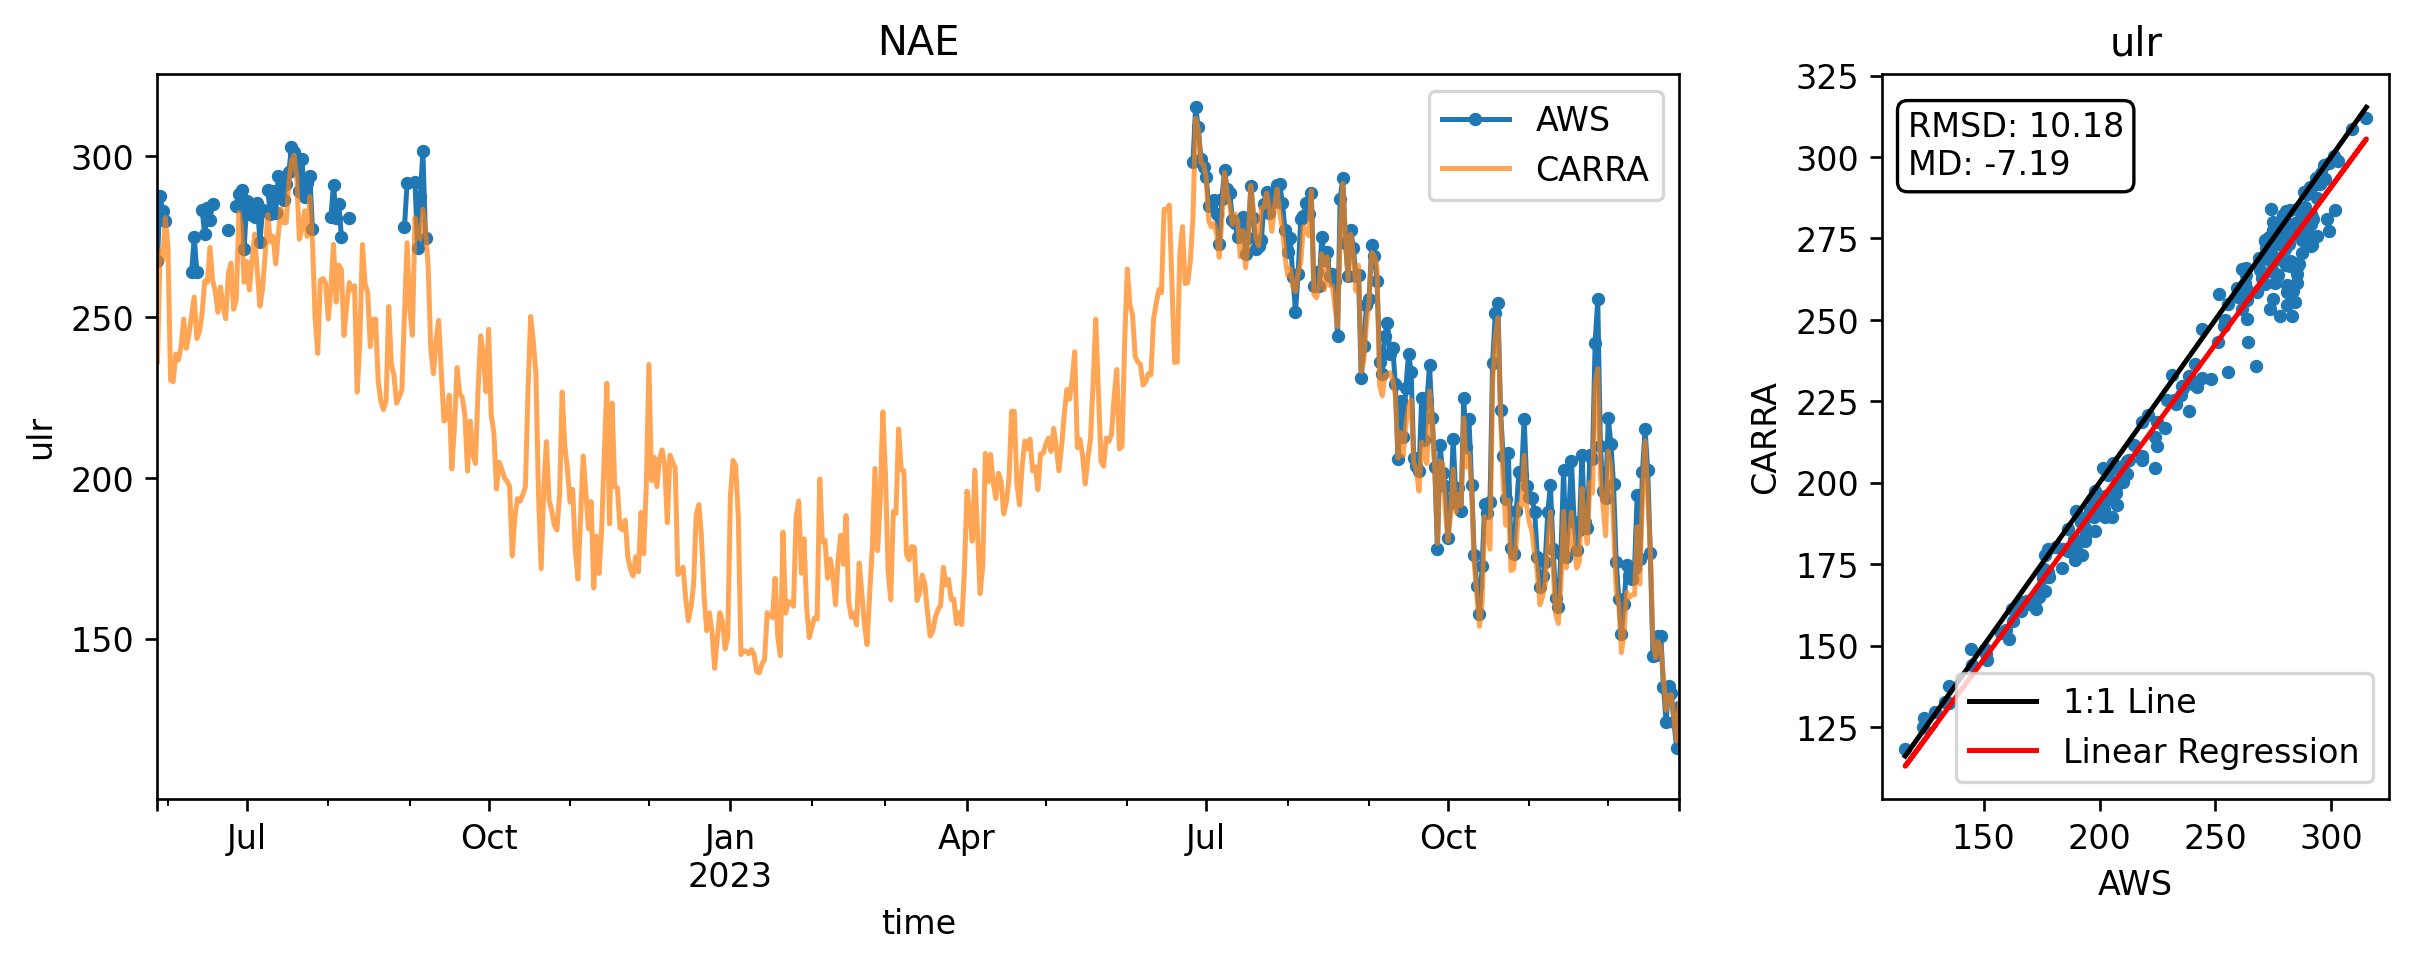 NAE
ulr
300
250
200
150
AWS
CARRA
Jul
Oct
Jan
2023
Apr
Jul
Oct
time
ulr
CARRA
325
300
275
250
225
200
175
150
125
RMSD: 10.18
MD: -7.19
1:1 Line
Linear Regression
150
200
250
300
AWS